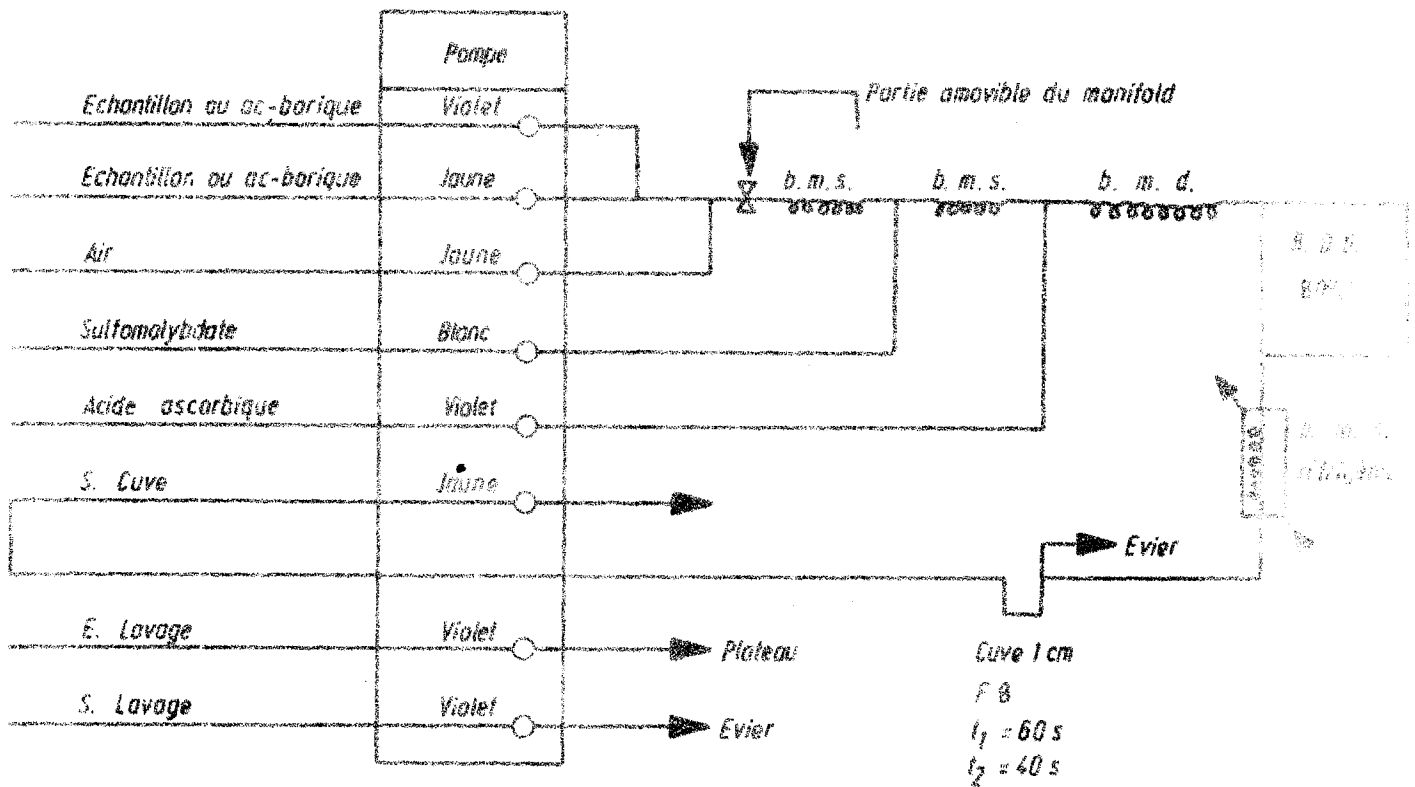 Pompe
Echantillon ou ac-borique Violet
Partie amovible du manifold
Echantillon ou ac-borique Jaune
b.m.s. b.m.s. b.m.d.
Air Jaune
Sulfomolybdate Blanc
Acide ascorbique Violet
S. Cuve Jaune
Evier
E. Lavage Violet Plateau
Cuve 1 cm
S. Lavage Violet Evier
F 8
t1 = 60 s
t2 = 40 s